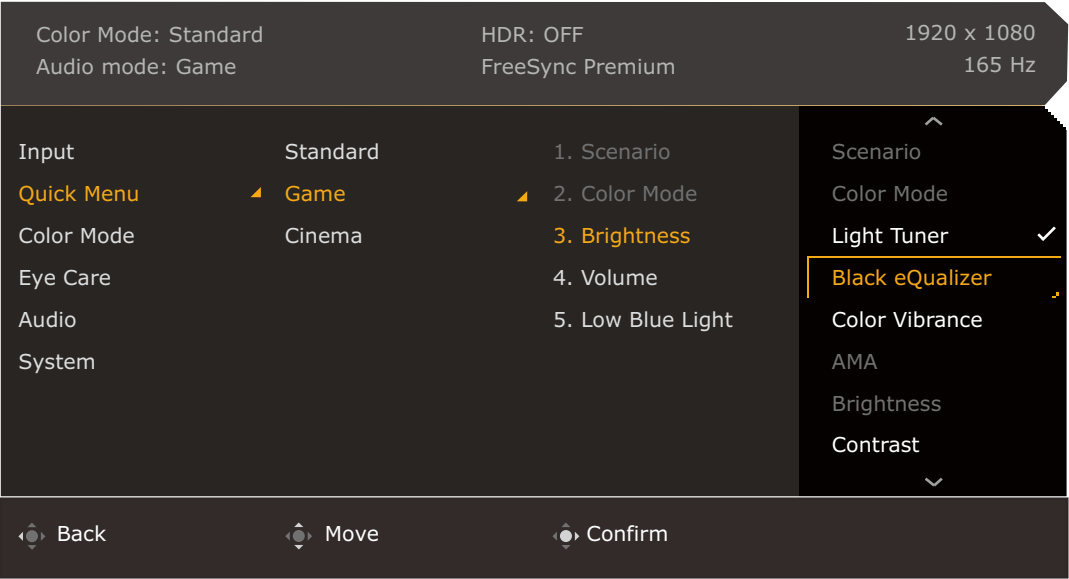 Color Mode: Standard
HDR: OFF
1920 x 1080
Audio mode: Game
FreeSync Premium
165 Hz
Input
Quick Menu
Color Mode
Eye Care
Audio
System
Standard
Game
Cinema
1. Scenario
2. Color Mode
3. Brightness
4. Volume
5. Low Blue Light
Scenario
Color Mode
Light Tuner
Black eQualizer
Color Vibrance
AMA
Brightness
Contrast
Back
Move
Confirm